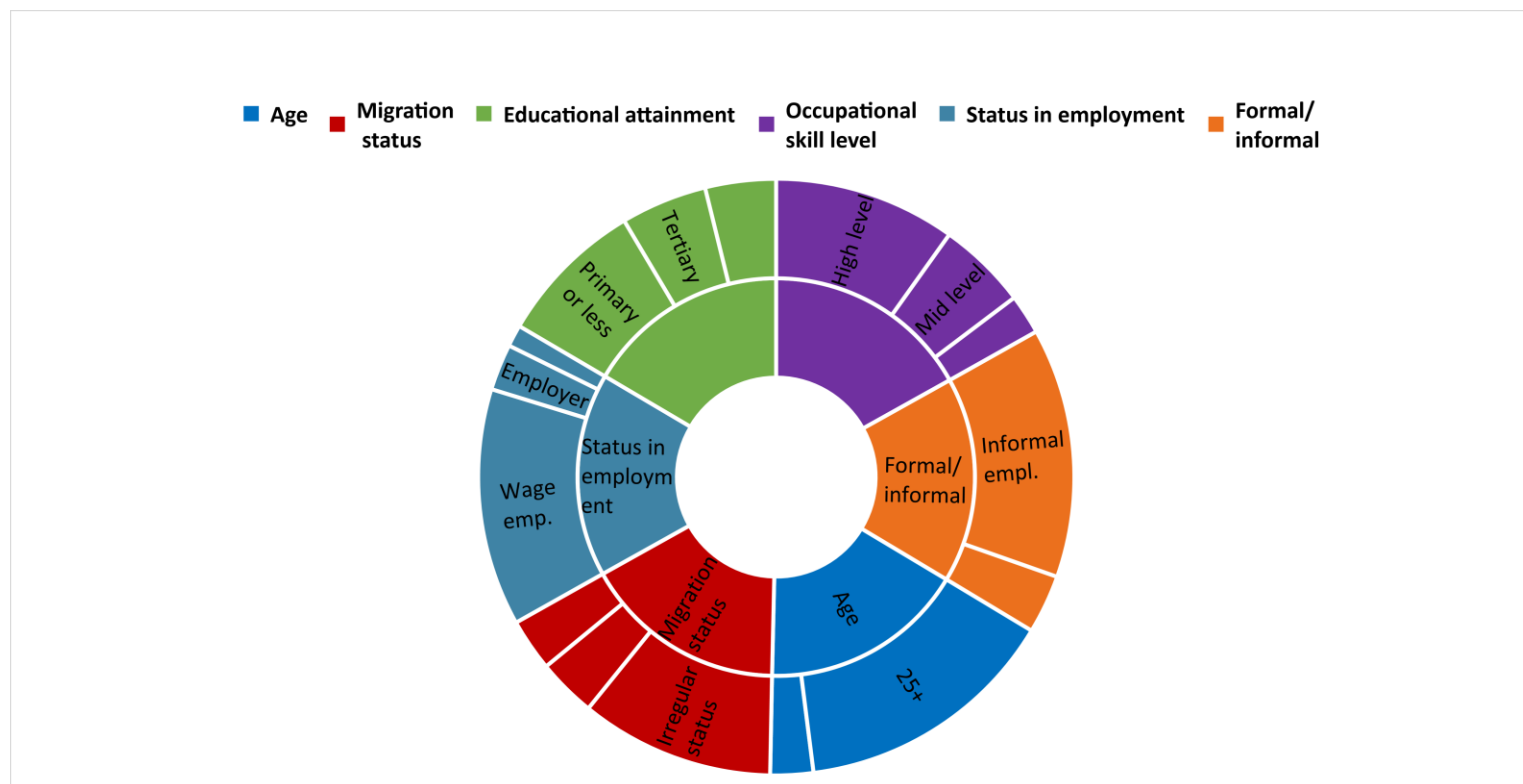 Age
Migration
status
Educational attainment
Occupational
skill level
Status in employment
Formal/
informal
High level
Mid level
Informal
empl.
Formal/
informal
25+
Age
Irregular
status
Migration
status
Wage
emp.
Employer
Status in
employm
ent
Primary
or less
Tertiary